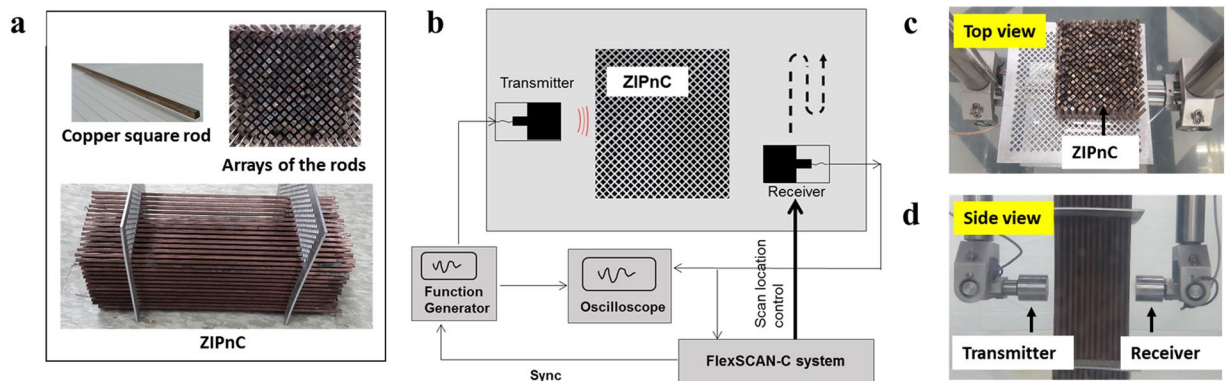 a
Copper square rod
Arrays of the rods
ZIPnC
b
Transmitter
ZIPnC
Receiver
Function
Generator
Oscilloscope
Scan location
control
FlexSCAN-C system
Sync
c
Top view
ZIPnC
d
Side view
Transmitter
Receiver